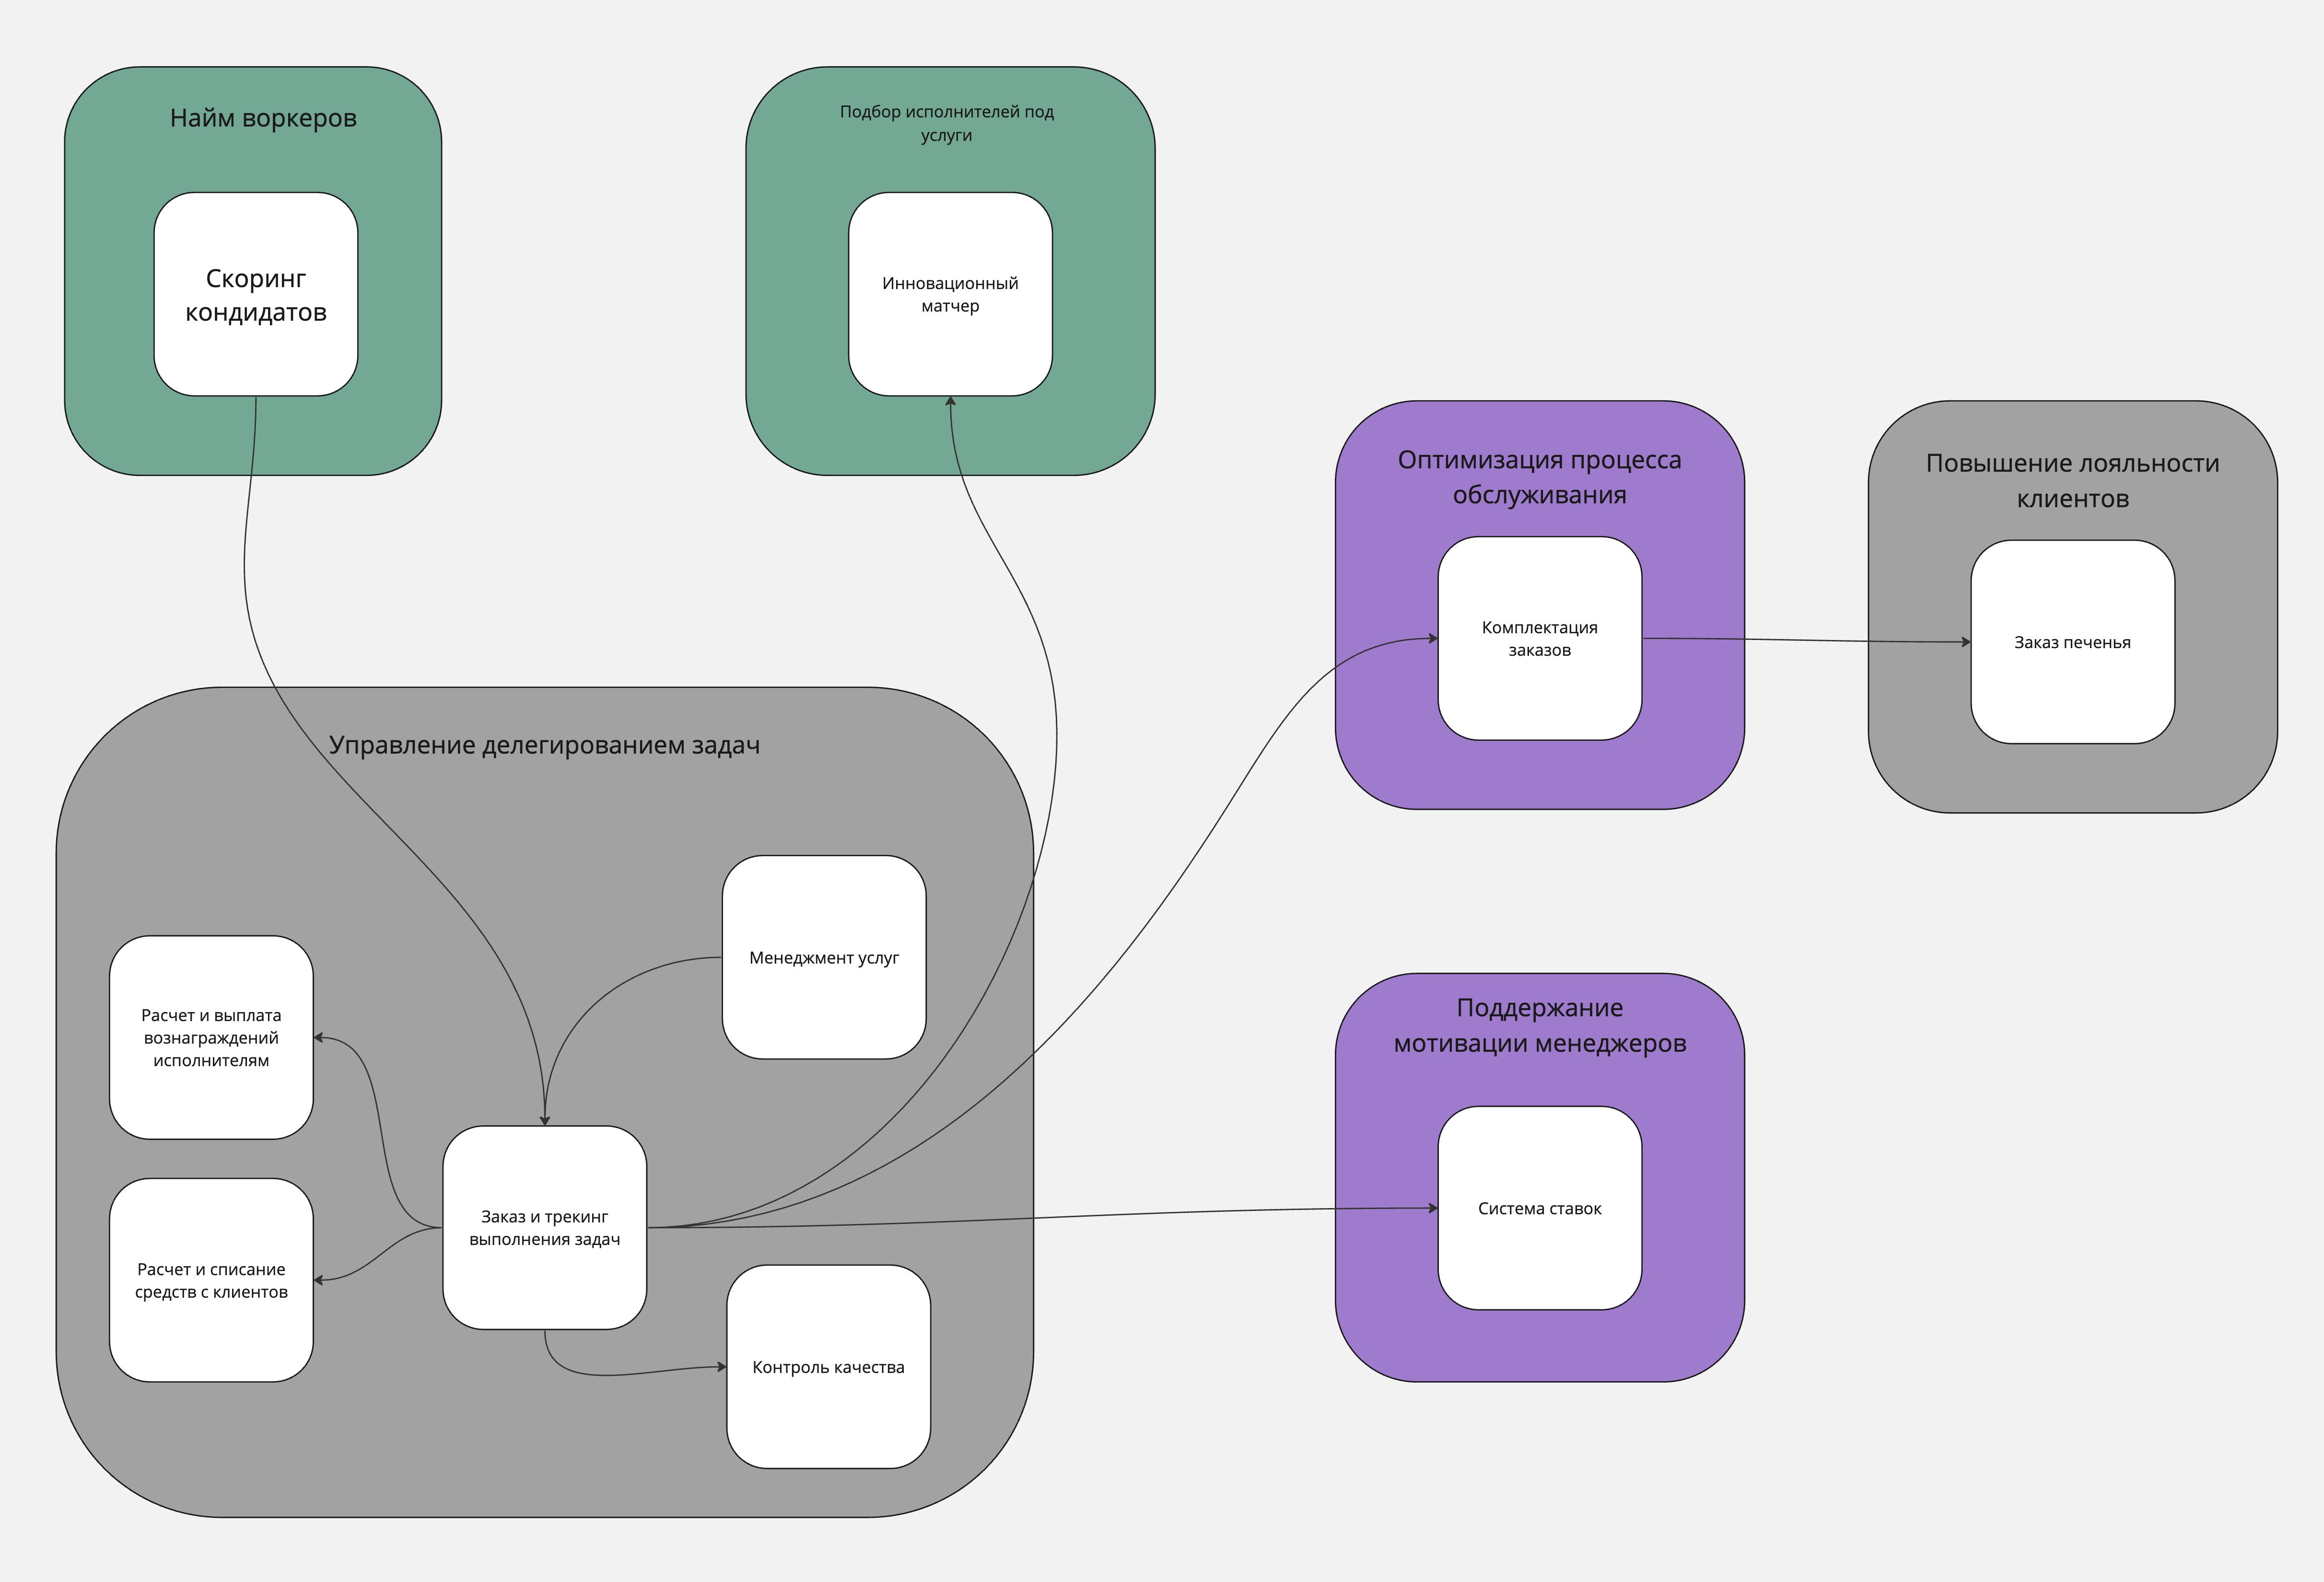 Найм воркеров
Скоринг
кондидатов
Подбор исполнителей под
услуги
Инновационный
матчер
Оптимизация процесса
обслуживания
Комплектация
заказов
Повышение лояльности
клиентов
Заказ печенья
Управление делегированием задач
Менеджмент услуг
Расчет и выплата
вознаграждений
исполнителям
Расчет и списание
средств с клиентов
Заказ и трекинг
выполнения задач
Контроль качества
Поддержание
мотивации менеджеров
Система ставок